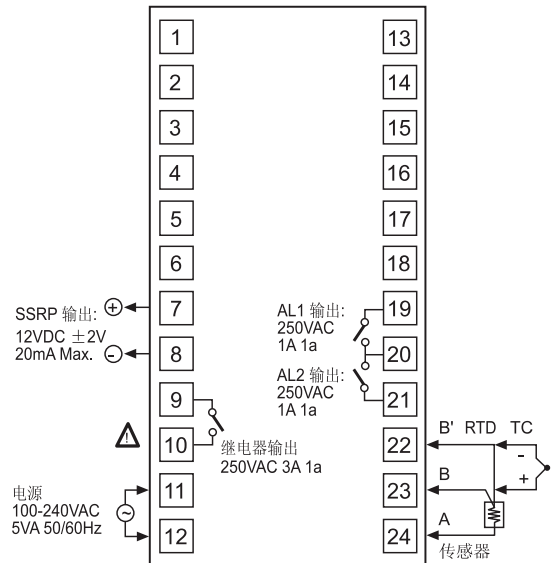 1
2
3
4
5
6
7
8
9
10
11
12
13
14
15
16
17
18
19
20
21
22
23
24
SSRP 输出:
12VDC ±2V
20mA Max.
+
-
继电器输出
250VAC 3A 1a
!
电源
100-240VAC
5VA 50/60Hz
AL1 输出:
250VAC
1A 1a
AL2 输出:
250VAC
1A 1a
B' RTD TC
-
+
B
A
传感器